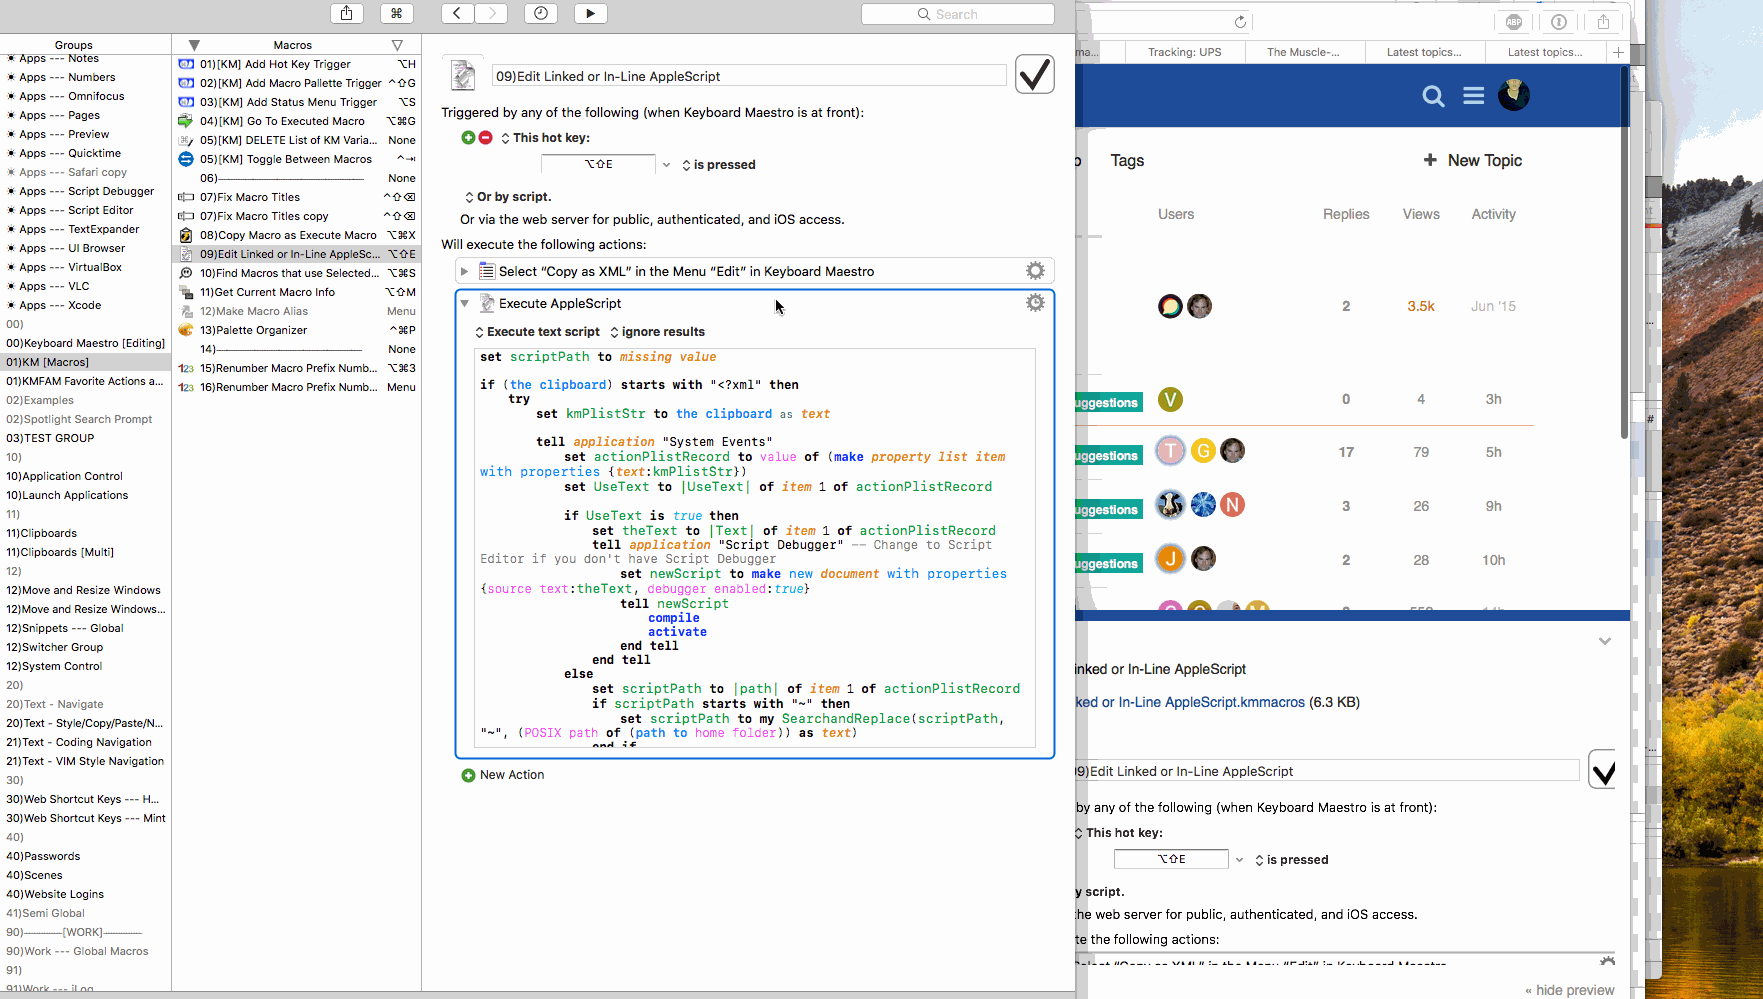 Search
Groups
Apps --- Notes
Apps --- Numbers
Apps --- Omnifocus
Apps --- Pages
Apps --- Preview
Apps --- Quicktime
Apps --- Safari copy
Apps --- Script Debugger
Apps --- Script Editor
Apps --- TextExpander
Apps --- UI Browser
Apps --- VirtualBox
Apps --- VLC
Apps --- Xcode
00)
00)Keyboard Maestro [Editing]
01)KM [Macros]
01)KMFAM Favorite Actions a...
02)Examples
02)Spotlight Search Prompt
03)TEST GROUP
10)
10)Application Control
10)Launch Applications
11)
11)Clipboards
11)Clipboards [Multi]
12)
12)Move and Resize Windows
12)Move and Resize Windows...
12)Snippets --- Global
12)Switcher Group
12)System Control
20)
20)Text - Navigate
20)Text - Style/Copy/Paste/N...
21)Text - Coding Navigation
21)Text - VIM Style Navigation
30)
30)Web Shortcut Keys --- H...
30)Web Shortcut Keys --- Mint
40)
40)Passwords
40)Scenes
40)Website Logins
41)Semi Global
90)----------[WORK]----------
90)Work --- Global Macros
91)
91)Work --- iLog
Macros
01)[KM] Add Hot Key Trigger ⌥H
02)[KM] Add Macro Pallette Trigger ^⇧G
03)[KM] Add Status Menu Trigger ⌥S
04)[KM] Go To Executed Macro ⌥⌘G
05)[KM] DELETE List of KM Varia... None
05)[KM] Toggle Between Macros ^⇥
06)---------------------------------------- None
07)Fix Macro Titles ^⇧⌫
07)Fix Macro Titles copy ^⇧⌫
08)Copy Macro as Execute Macro ⌥⌘X
09)Edit Linked or In-Line AppleSc... ⌥⇧E
10)Find Macros that use Selected... ⌥⌘S
11)Get Current Macro Info ⌥⇧M
12)Make Macro Alias Menu
13)Palette Organizer ^⌘P
14)---------------------------------------- None
15)Renumber Macro Prefix Numb... ⌥⌘3
16)Renumber Macro Prefix Numb... Menu
09)Edit Linked or In-Line AppleScript
Triggered by any of the following (when Keyboard Maestro is at front):
This hot key:
⌥⇧E is pressed
Or by script.
Or via the web server for public, authenticated, and iOS access.
Will execute the following actions:
Select “Copy as XML” in the Menu “Edit” in Keyboard Maestro
Execute AppleScript
Execute text script ignore results
set scriptPath to missing value
if (the clipboard) starts with "<?xml" then
try
set kmPlistStr to the clipboard as text
tell application "System Events"
set actionPlistRecord to value of (make property list item
with properties {text:kmPlistStr})
set UseText to |UseText| of item 1 of actionPlistRecord
if UseText is true then
set theText to |Text| of item 1 of actionPlistRecord
tell application "Script Debugger" -- Change to Script
Editor if you don't have Script Debugger
set newScript to make new document with properties
{source text:theText, debugger enabled:true}
tell newScript
compile
activate
end tell
end tell
else
set scriptPath to |path| of item 1 of actionPlistRecord
if scriptPath starts with "~" then
set scriptPath to my SearchandReplace(scriptPath,
"~", (POSIX path of (path to home folder)) as text)
end if
New Action
ABP
ma...
Tracking: UPS
The Muscle-...
Latest topics...
Latest topics...
Tags
+ New Topic
Users Replies Views Activity
2 3.5k Jun '15
uggestions V 0 4 3h
uggestions T G 17 79 5h
uggestions N 3 26 9h
uggestions J 2 28 10h
inked or In-Line AppleScript
ked or In-Line AppleScript.kmmacros (6.3 KB)
9)Edit Linked or In-Line AppleScript
by any of the following (when Keyboard Maestro is at front):
This hot key:
⌥⇧E is pressed
y script.
he web server for public, authenticated, and iOS access.
te the following actions:
Select “Copy as XML” in the Menu “Edit” in Keyboard Maestro
« hide preview